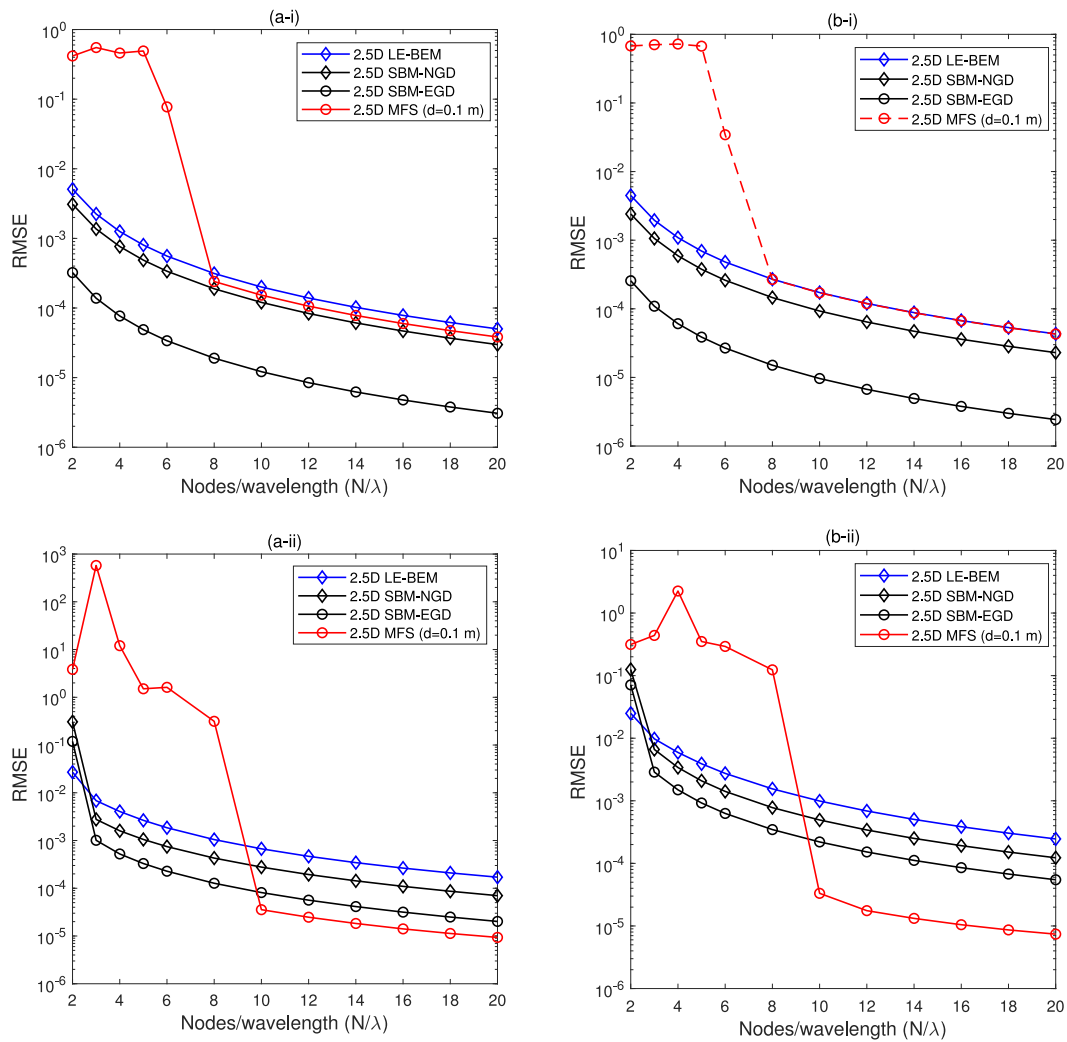 (a-i)
RMSE
10^0
10^-1
10^-2
10^-3
10^-4
10^-5
10^-6
2.5D LE-BEM
2.5D SBM-NGD
2.5D SBM-EGD
2.5D MFS (d=0.1 m)
2 4 6 8 10 12 14 16 18 20
Nodes/wavelength (N/λ)
(b-i)
RMSE
10^0
10^-1
10^-2
10^-3
10^-4
10^-5
10^-6
2.5D LE-BEM
2.5D SBM-NGD
2.5D SBM-EGD
2.5D MFS (d=0.1 m)
2 4 6 8 10 12 14 16 18 20
Nodes/wavelength (N/λ)
(a-ii)
RMSE
10^3
10^2
10^1
10^0
10^-1
10^-2
10^-3
10^-4
10^-5
10^-6
2.5D LE-BEM
2.5D SBM-NGD
2.5D SBM-EGD
2.5D MFS (d=0.1 m)
2 4 6 8 10 12 14 16 18 20
Nodes/wavelength (N/λ)
(b-ii)
RMSE
10^1
10^0
10^-1
10^-2
10^-3
10^-4
10^-5
10^-6
2.5D LE-BEM
2.5D SBM-NGD
2.5D SBM-EGD
2.5D MFS (d=0.1 m)
2 4 6 8 10 12 14 16 18 20
Nodes/wavelength (N/λ)